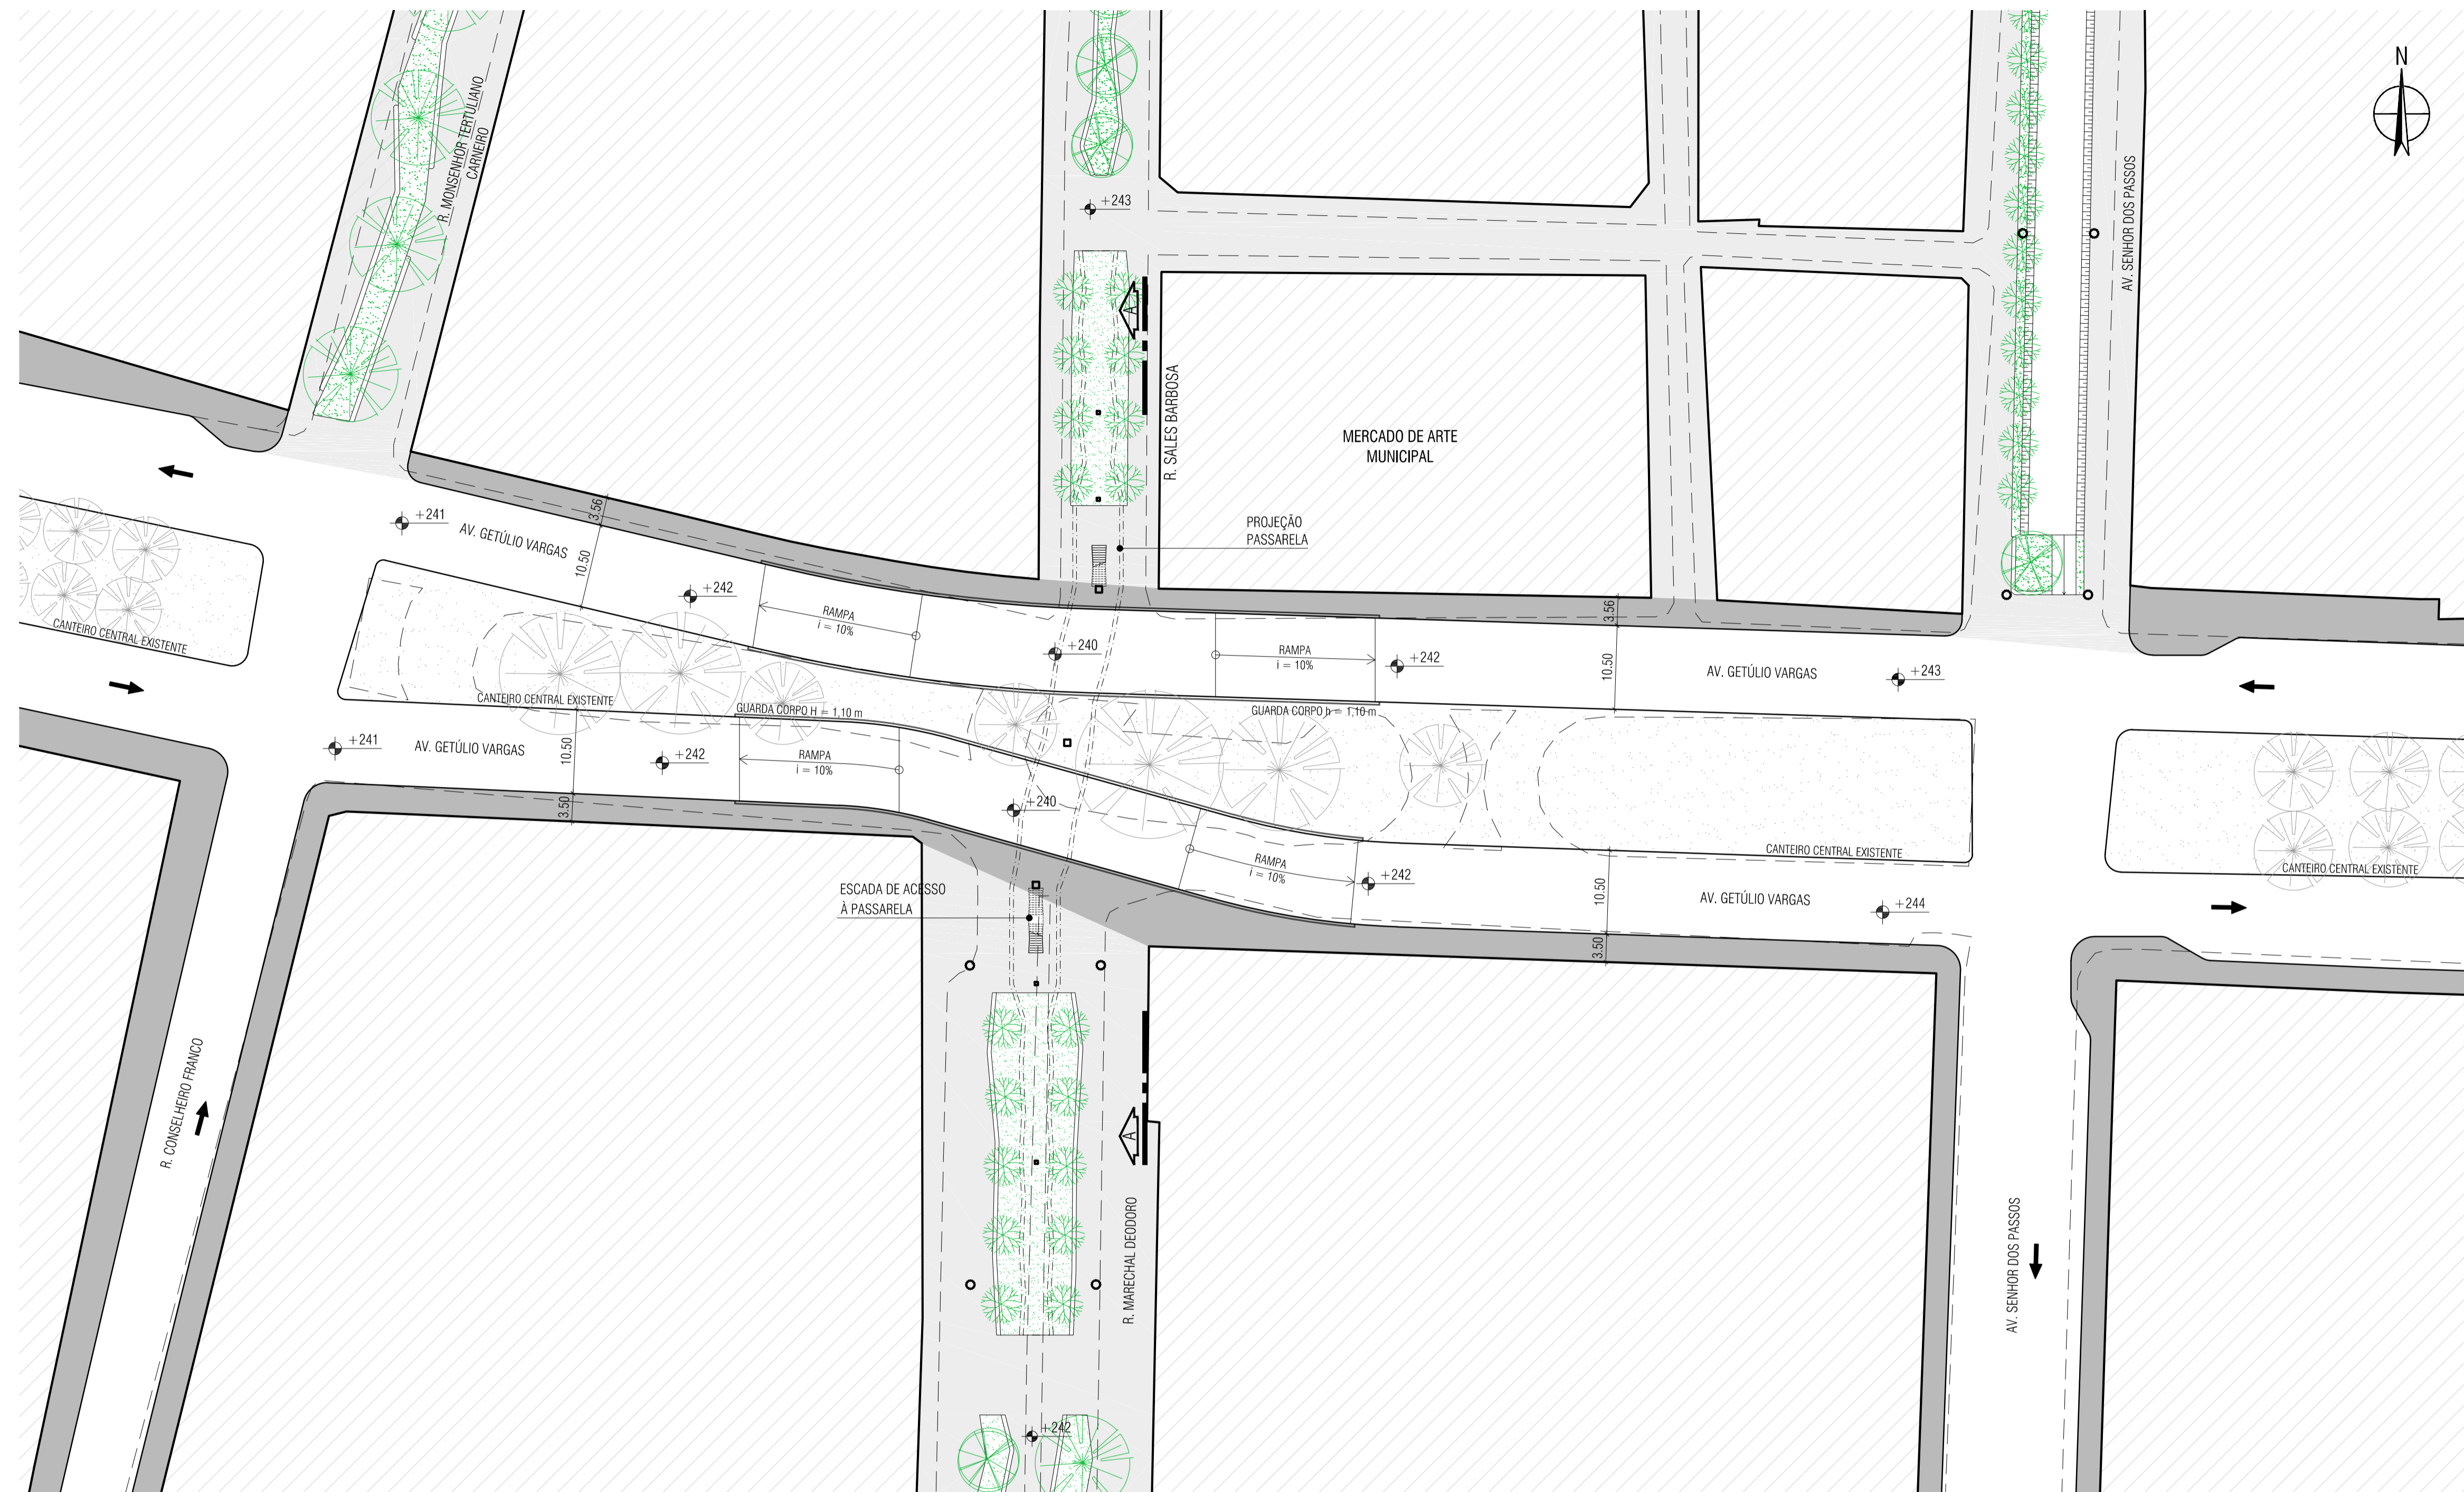 N
R. MONSENHOR TERTULIANO
CARNEIRO
AV. SENHOR DOS PASSOS
+243
A
R. SALES BARBOSA
MERCADO DE ARTE
MUNICIPAL
PROJEÇÃO
PASSARELA
+241
AV. GETÚLIO VARGAS
3.56
10.50
+242
RAMPA
i = 10%
+240
RAMPA
i = 10%
+242
3.56
10.50
AV. GETÚLIO VARGAS
+243
CANTEIRO CENTRAL EXISTENTE
CANTEIRO CENTRAL EXISTENTE
GUARDA CORPO H = 1,10 m
GUARDA CORPO h = 1,10 m
+241
AV. GETÚLIO VARGAS
10.50
3.50
+242
RAMPA
i = 10%
+240
RAMPA
i = 10%
+242
10.50
3.50
CANTEIRO CENTRAL EXISTENTE
CANTEIRO CENTRAL EXISTENTE
AV. GETÚLIO VARGAS
+244
ESCADA DE ACESSO
À PASSARELA
R. CONSELHEIRO FRANCO
A
R. MARECHAL DEODORO
AV. SENHOR DOS PASSOS
+242